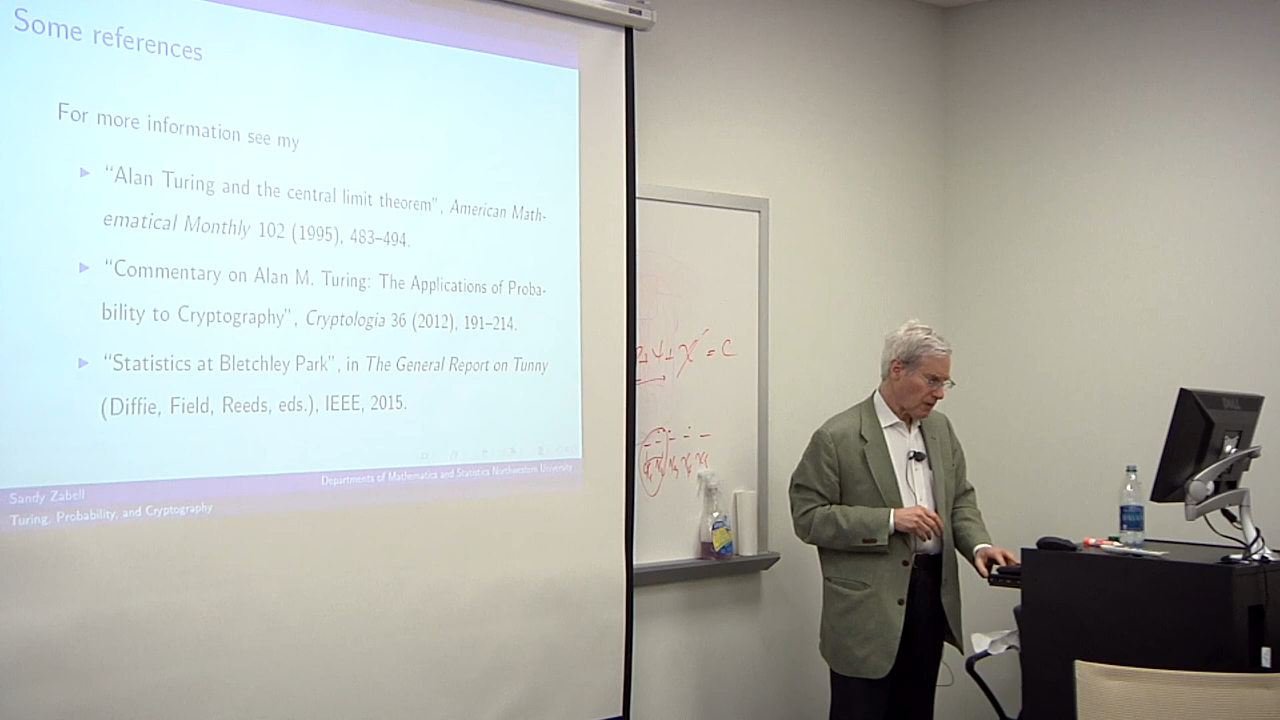 Some references
For more information see my
“Alan Turing and the central limit theorem”, American Math-
ematical Monthly 102 (1995), 483–494.
“Commentary on Alan M. Turing: The Applications of Proba-
bility to Cryptography”, Cryptologia 36 (2012), 191–214.
“Statistics at Bletchley Park”, in The General Report on Tunny
(Diffie, Field, Reeds, eds.), IEEE, 2015.
Sandy Zabell
Departments of Mathematics and Statistics Northwestern University
Turing, Probability, and Cryptography
= C
DELL